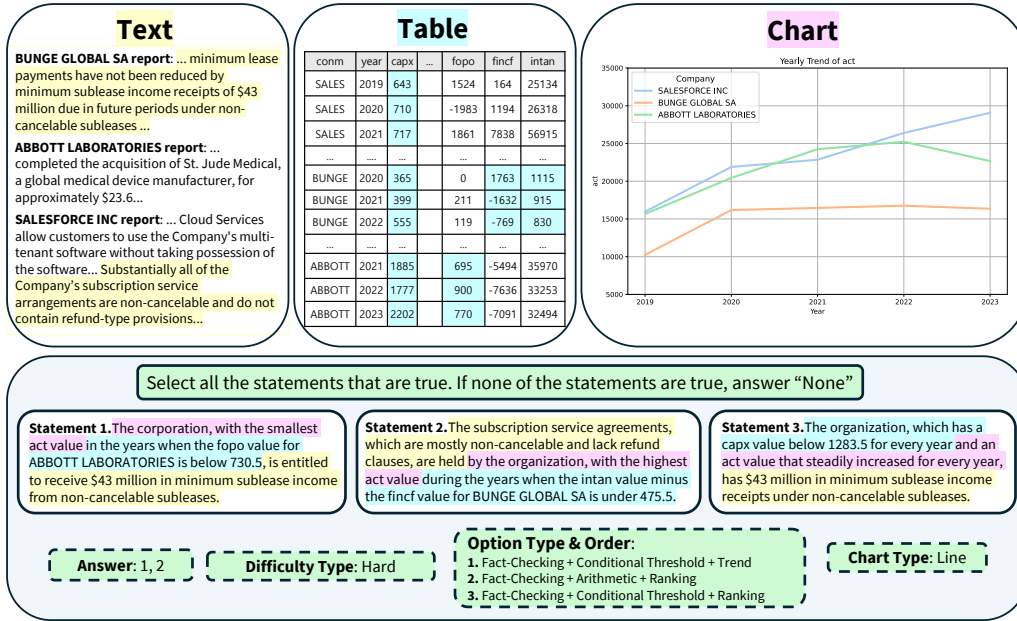 Text
BUNGE GLOBAL SA report: ... minimum lease
payments have not been reduced by
minimum sublease income receipts of $43
million due in future periods under non-
cancelable subleases ...
ABBOTT LABORATORIES report: ...
completed the acquisition of St. Jude Medical,
a global medical device manufacturer, for
approximately $23.6...
SALESFORCE INC report: ... Cloud Services
allow customers to use the Company's multi-
tenant software without taking possession of
the software... Substantially all of the
Company's subscription service
arrangements are non-cancelable and do not
contain refund-type provisions...
Table
conm year capx ... fopo fincf intan
SALES 2019 643 1524 164 25134
SALES 2020 710 -1983 1194 26318
SALES 2021 717 1861 7838 56915
... .... ... ... ... ...
BUNGE 2020 365 0 1763 1115
BUNGE 2021 399 211 -1632 915
BUNGE 2022 555 119 -769 830
... .... ... ... ... ...
ABBOTT 2021 1885 695 -5494 35970
ABBOTT 2022 1777 900 -7636 33253
ABBOTT 2023 2202 770 -7091 32494
Chart
Yearly Trend of act
Company
SALESFORCE INC
BUNGE GLOBAL SA
ABBOTT LABORATORIES
35000
30000
25000
20000
15000
10000
5000
act
2019 2020 2021 2022 2023
Year
Select all the statements that are true. If none of the statements are true, answer “None”
Statement 1.The corporation, with the smallest
act value in the years when the fopo value for
ABBOTT LABORATORIES is below 730.5, is entitled
to receive $43 million in minimum sublease income
from non-cancelable subleases.
Statement 2.The subscription service agreements,
which are mostly non-cancelable and lack refund
clauses, are held by the organization, with the highest
act value during the years when the intan value minus
the fincf value for BUNGE GLOBAL SA is under 475.5.
Statement 3.The organization, which has a
capx value below 1283.5 for every year and an
act value that steadily increased for every year,
has $43 million in minimum sublease income
receipts under non-cancelable subleases.
Answer: 1, 2
Difficulty Type: Hard
Option Type & Order:
1. Fact-Checking + Conditional Threshold + Trend
2. Fact-Checking + Arithmetic + Ranking
3. Fact-Checking + Conditional Threshold + Ranking
Chart Type: Line